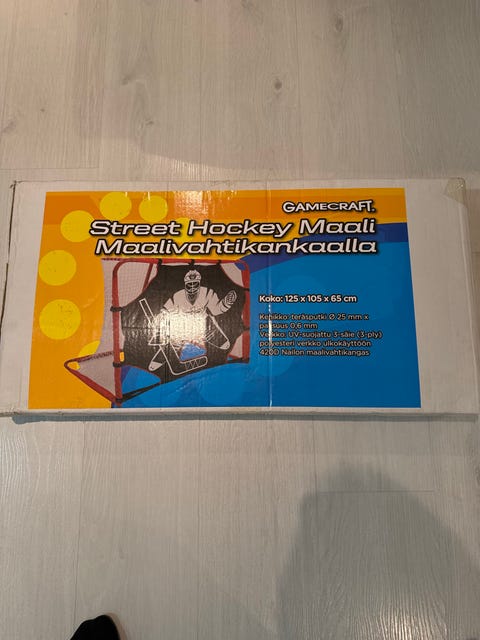 GAMECRAFT.
Street Hockey Maali
Maalivahtikankaalla
Koko: 125 x 105 x 65 cm
Kehikko: teräsputki Ø 25 mm x
paksuus 0,6 mm
Verkko: UV-suojattu 3-säie (3-ply)
polyesteri verkko ulkokäyttöön
420D Nailon maalivahtikangas